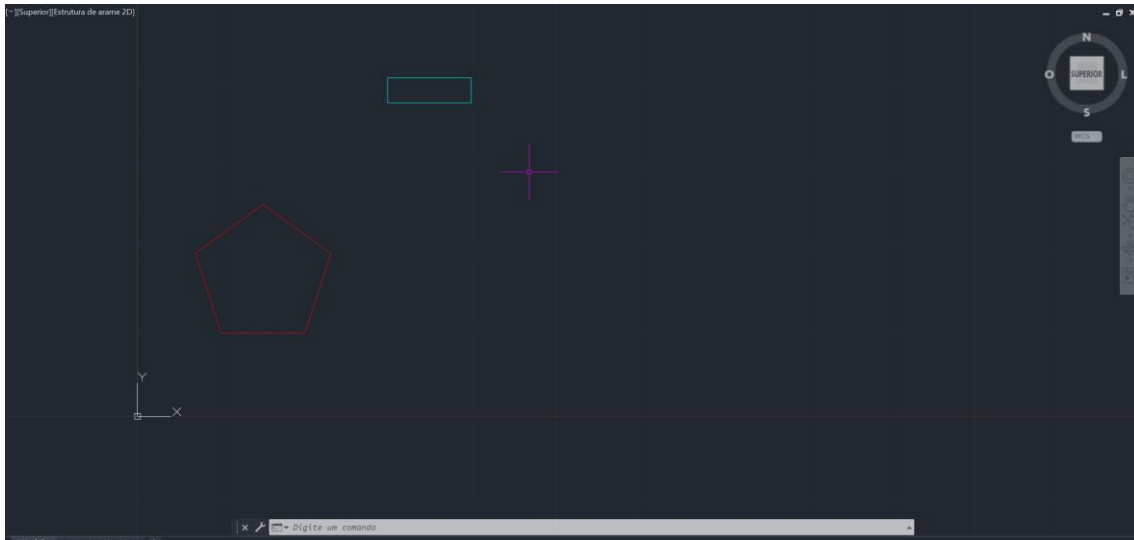 [−][Superior][Estrutura de arame 2D]
N
O
SUPERIOR
L
S
WCS
Y
X
Digite um comando